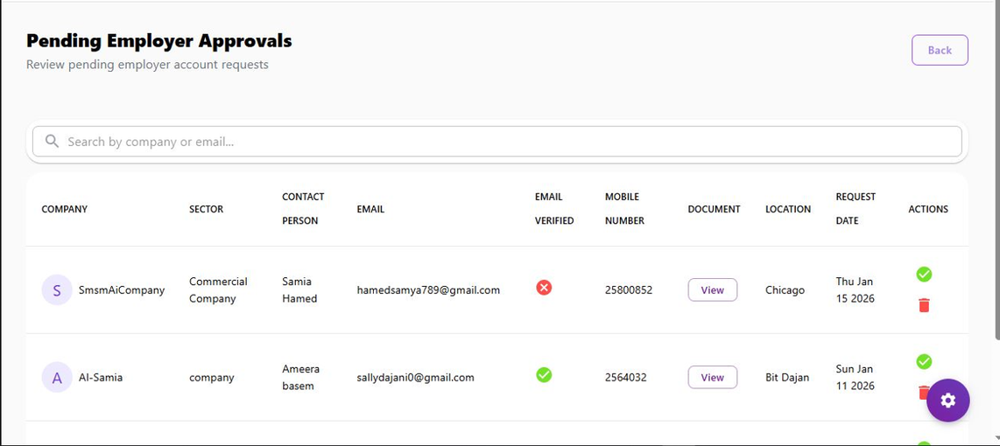 Pending Employer Approvals
Back
Review pending employer account requests
Search by company or email...
COMPANY SECTOR CONTACT PERSON EMAIL EMAIL VERIFIED MOBILE NUMBER DOCUMENT LOCATION REQUEST DATE ACTIONS
S SmsmAiCompany Commercial Company Samia Hamed hamedsamya789@gmail.com 25800852 View Chicago Thu Jan 15 2026
A Al-Samia company Ameera basem sallydajani0@gmail.com 2564032 View Bit Dajan Sun Jan 11 2026